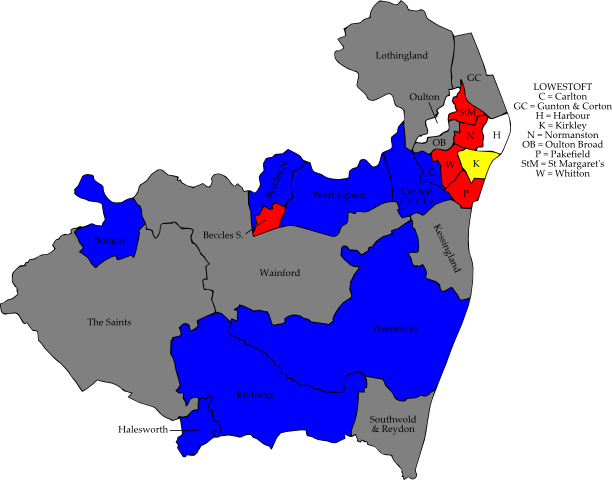 Lothingland
GC
Oulton
StM
N
H
OB
K
W
C
P
LOWESTOFT
C = Carlton
GC = Gunton & Corton
H = Harbour
K = Kirkley
N = Normanston
OB = Oulton Broad
P = Pakefield
StM = St Margaret's
W = Whitton
Worlingham
Carlton
Colville
Beccles S.
Bungay
Kessingland
Wainford
The Saints
Wrentham
Blything
Halesworth
Southwold
& Reydon